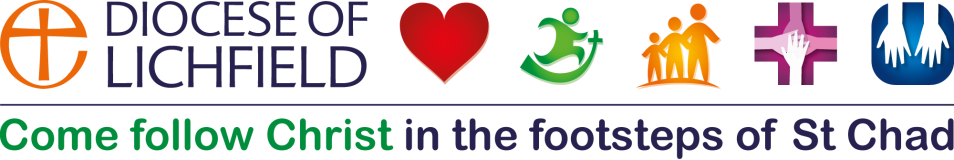 DIOCESE OF
LICHFIELD
Come follow Christ in the footsteps of St Chad